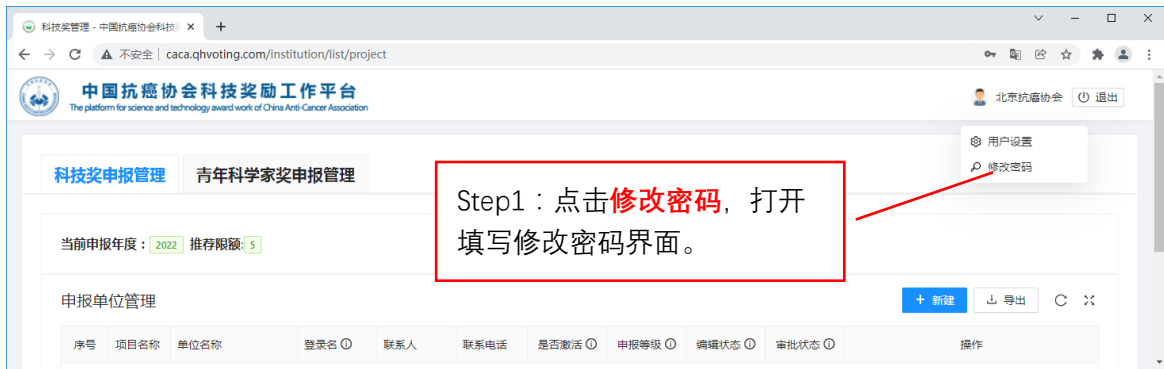 科技奖管理 - 中国抗癌协会科技
不安全 caca.qhvoting.com/institution/list/project
中国抗癌协会科技奖励工作平台
The platform for science and technology award work of China Anti-Cancer Association
北京抗癌协会 退出
用户设置
修改密码
科技奖申报管理 青年科学家奖申报管理
Step1：点击修改密码，打开
填写修改密码界面。
当前申报年度：2022 推荐限额: 5
申报单位管理
+ 新建 导出
序号 项目名称 单位名称 登录名 联系人 联系电话 是否激活 申报等级 编辑状态 审批状态 操作